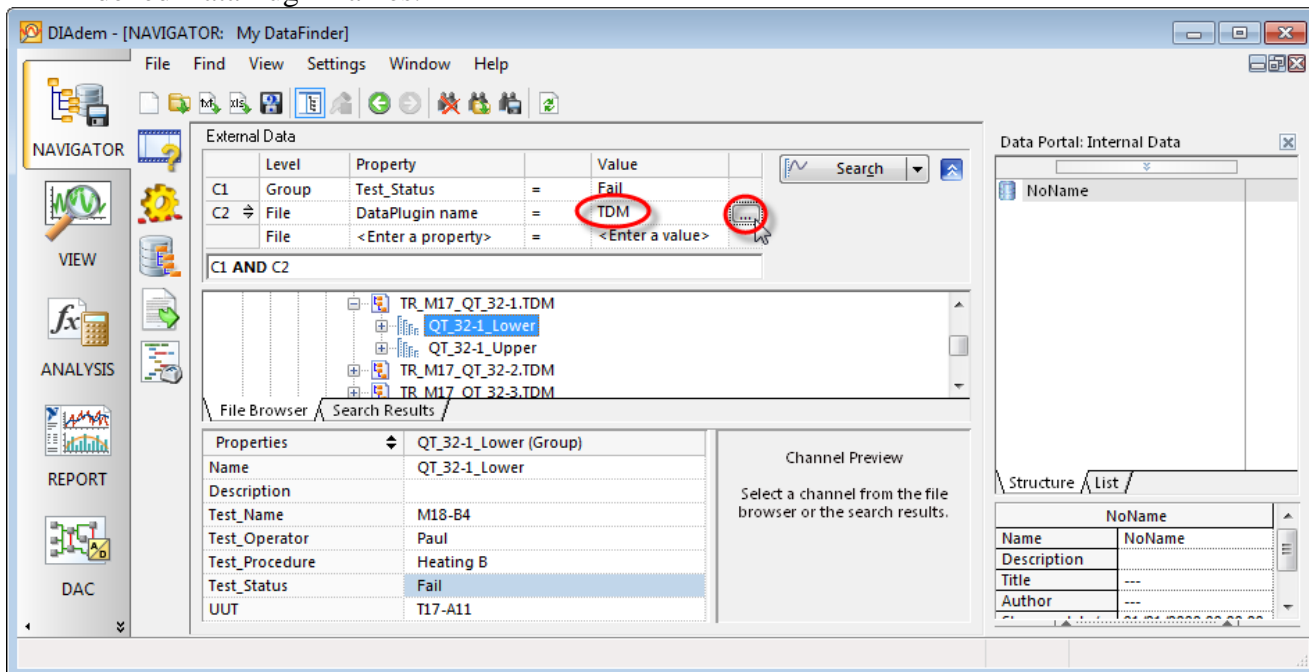 DIAdem - [NAVIGATOR: My DataFinder]
File Find View Settings Window Help
NAVIGATOR
VIEW
ANALYSIS
REPORT
DAC
External Data
Level Property Value
C1 Group Test_Status = Fail
C2 File DataPlugin name = TDM ...
File <Enter a property> = <Enter a value>
Search
C1 AND C2
TR_M17_QT_32-1.TDM
QT_32-1_Lower
QT_32-1_Upper
TR_M17_QT_32-2.TDM
TR_M17_QT_32-3.TDM
File Browser Search Results
Properties QT_32-1_Lower (Group)
Name QT_32-1_Lower
Description
Test_Name M18-B4
Test_Operator Paul
Test_Procedure Heating B
Test_Status Fail
UUT T17-A11
Channel Preview
Select a channel from the file
browser or the search results.
Data Portal: Internal Data
NoName
Structure List
NoName
Name NoName
Description
Title ---
Author ---